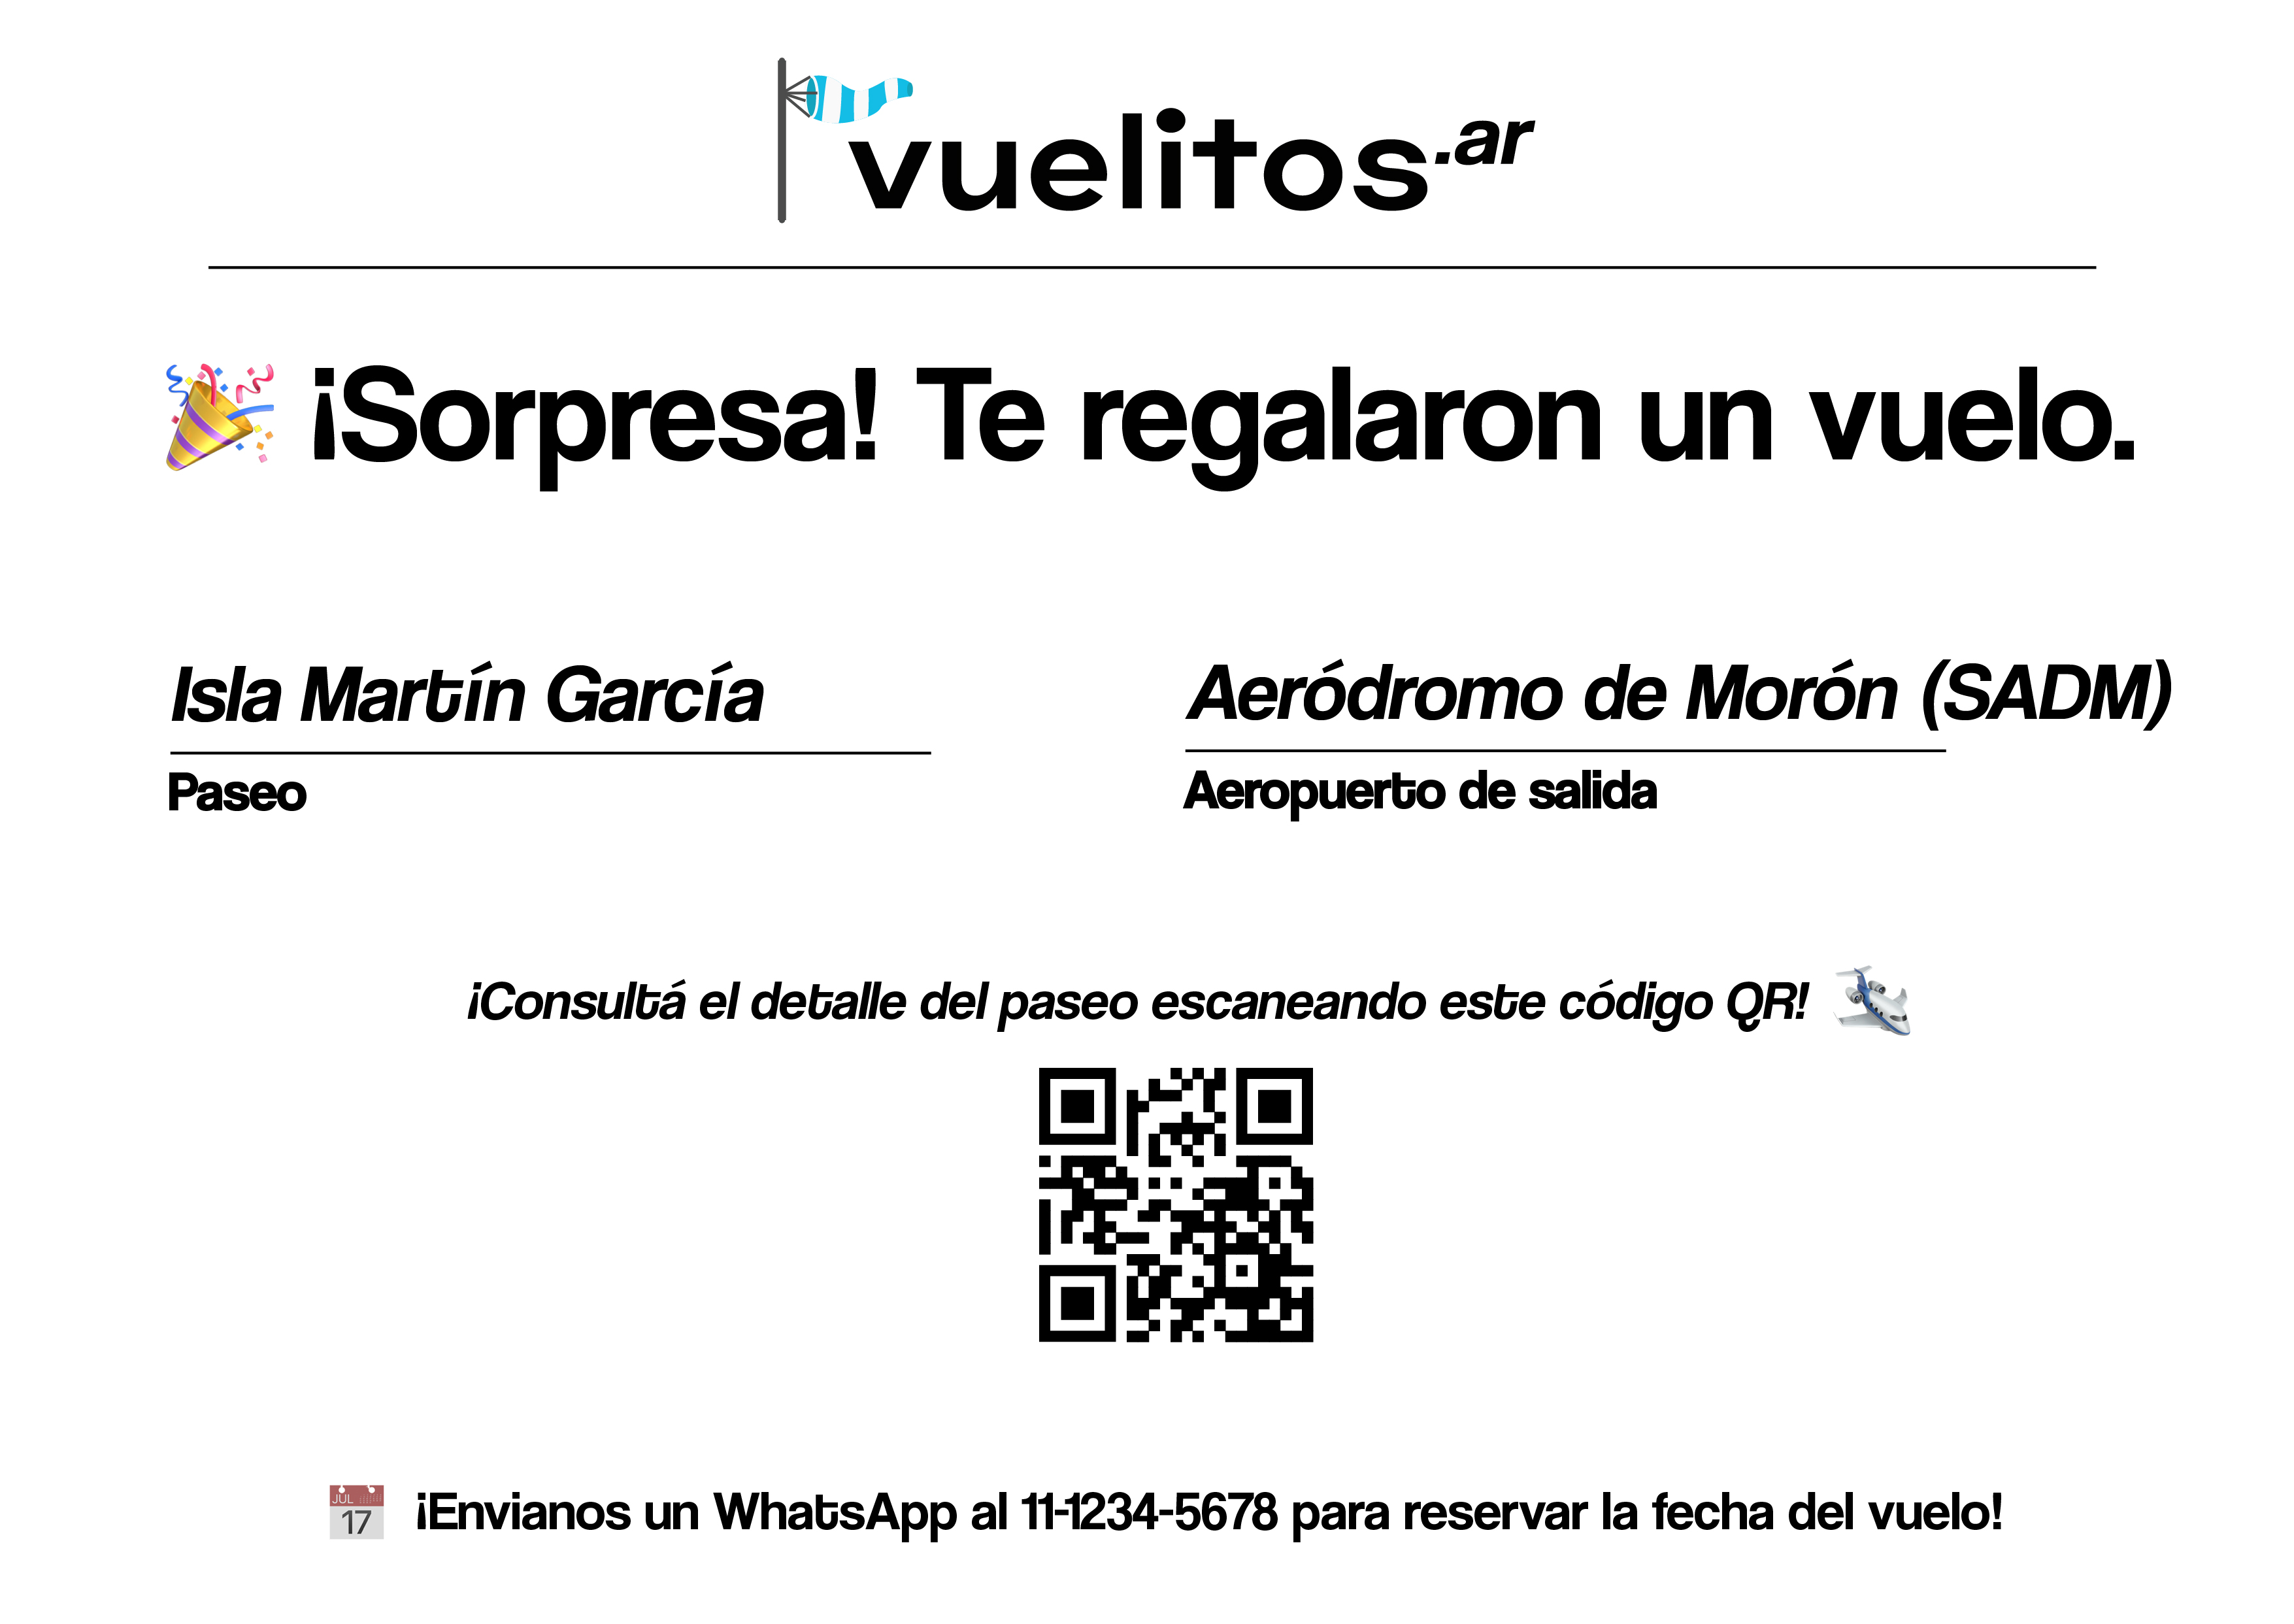 vuelitos.ar
🎉 ¡Sorpresa! Te regalaron un vuelo.
Isla Martín García
Paseo
Aeródromo de Morón (SADM)
Aeropuerto de salida
¡Consultá el detalle del paseo escaneando este código QR! 🛩️
JUL
17
¡Envianos un WhatsApp al 11-1234-5678 para reservar la fecha del vuelo!